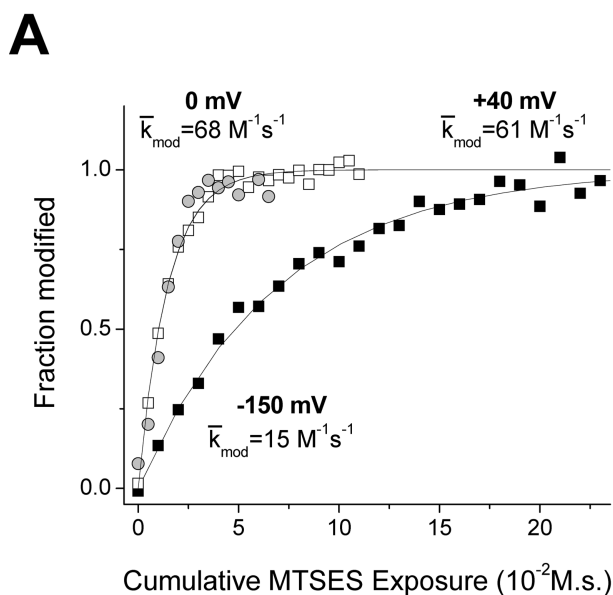 A
0 mV
k̅mod=68 M⁻¹s⁻¹
+40 mV
k̅mod=61 M⁻¹s⁻¹
1.0
0.5
0.0
Fraction modified
-150 mV
k̅mod=15 M⁻¹s⁻¹
0 5 10 15 20
Cumulative MTSES Exposure (10⁻²M.s.)